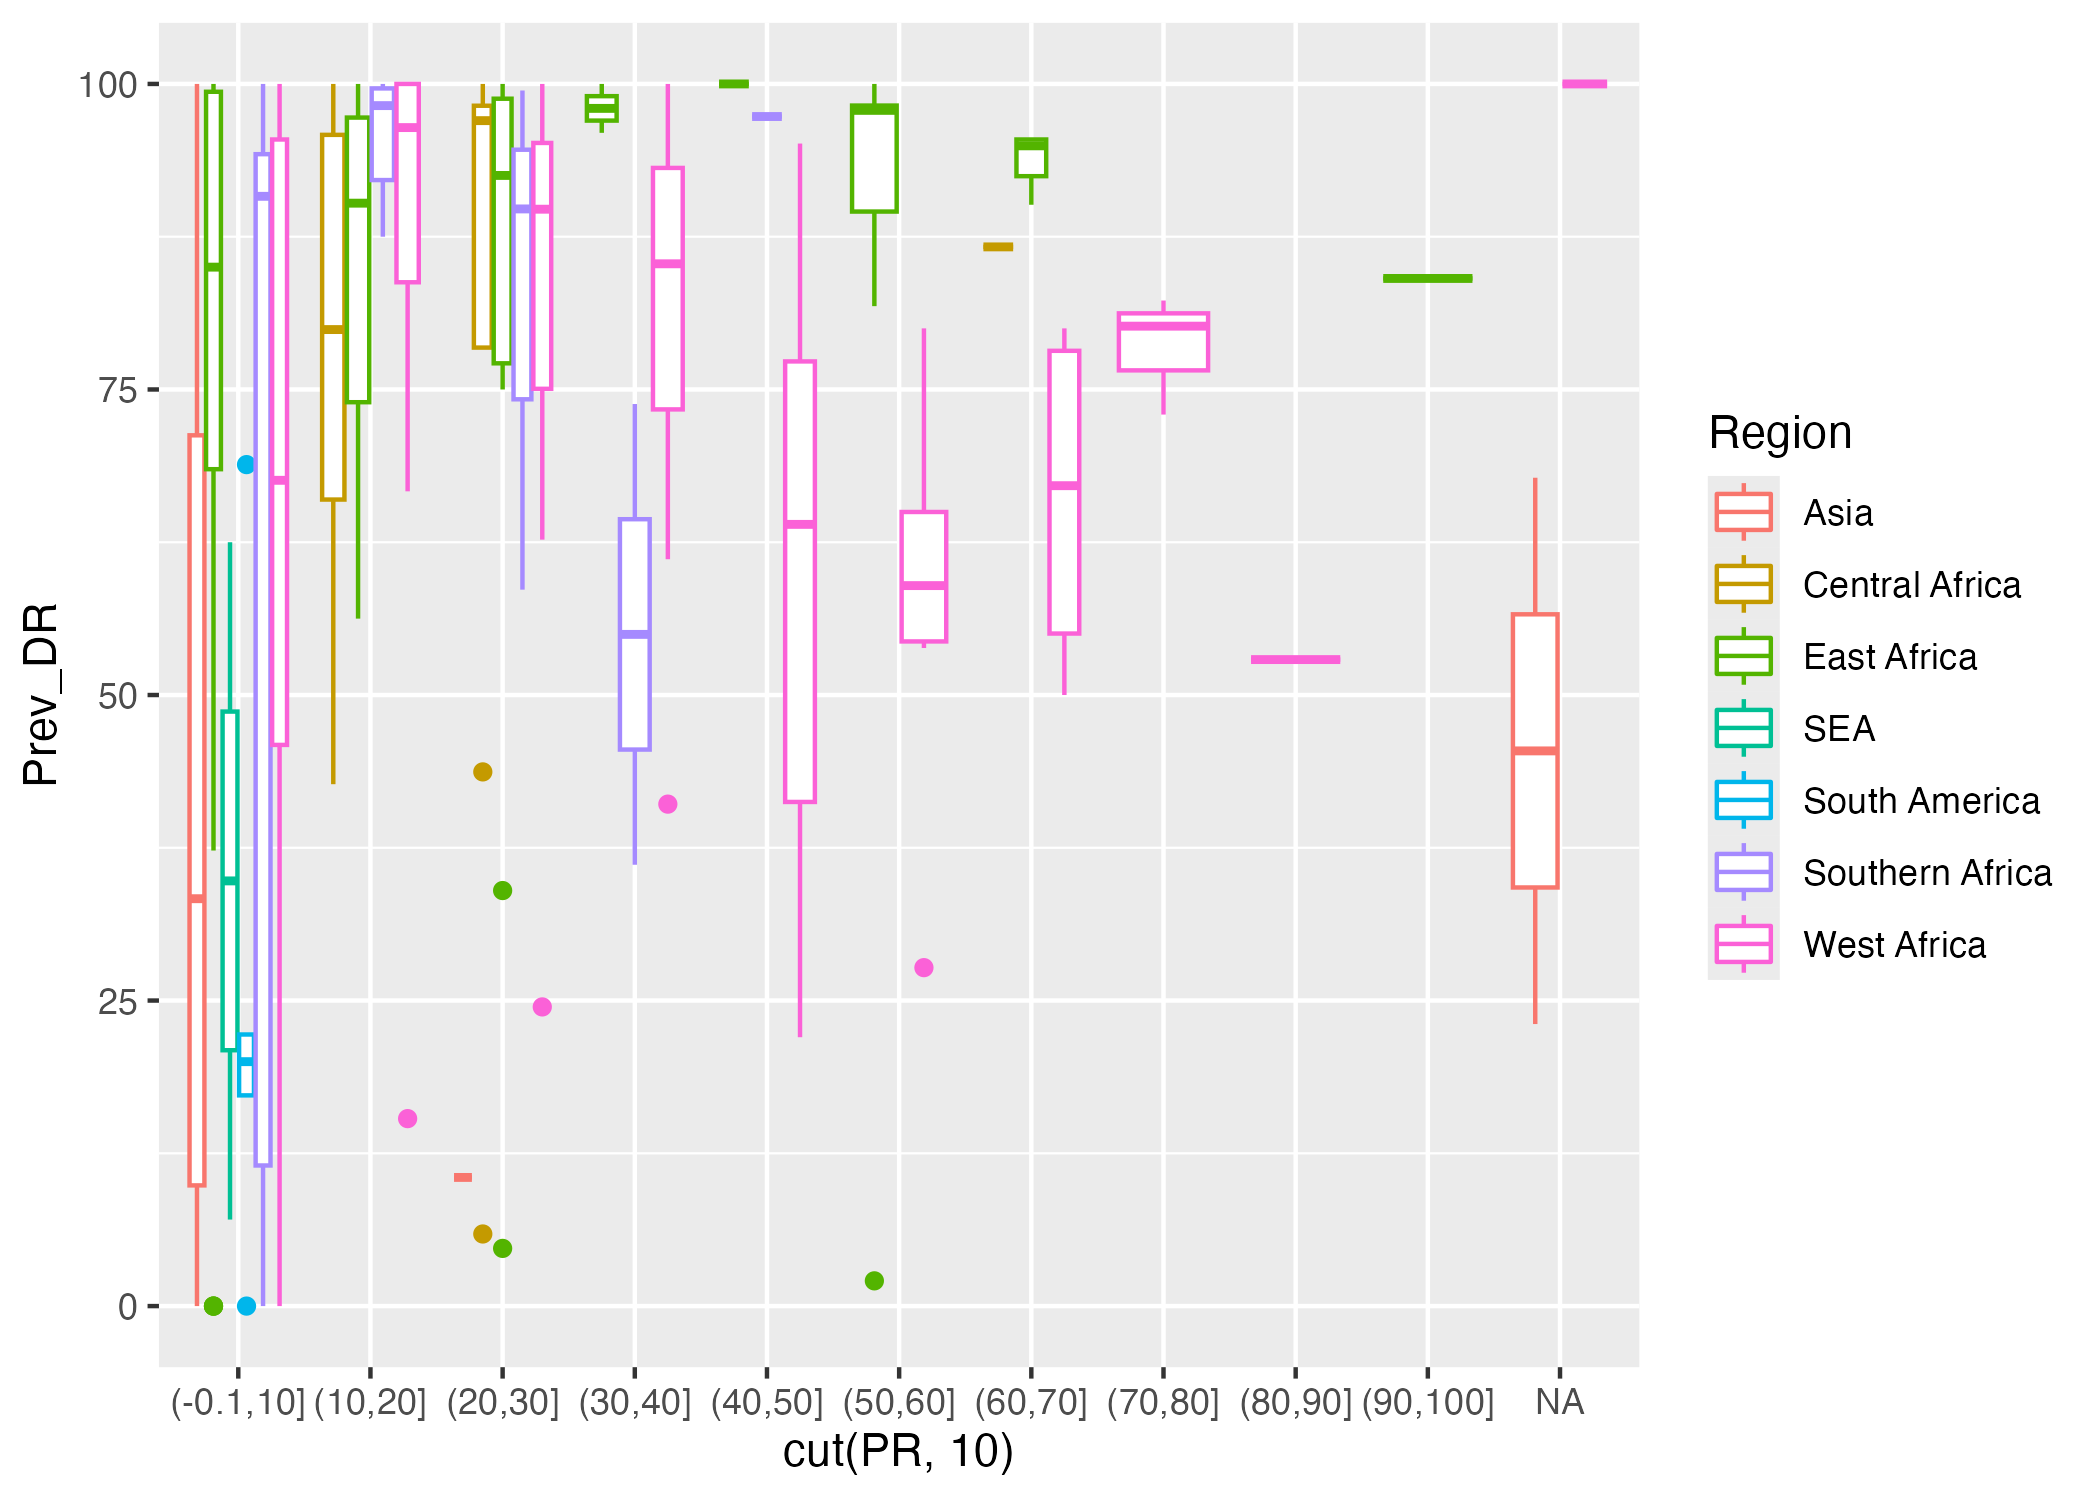 Prev_DR
100
75
50
25
0
(-0.1,10] (10,20] (20,30] (30,40] (40,50] (50,60] (60,70] (70,80] (80,90] (90,100] NA
cut(PR, 10)
Region
Asia
Central Africa
East Africa
SEA
South America
Southern Africa
West Africa